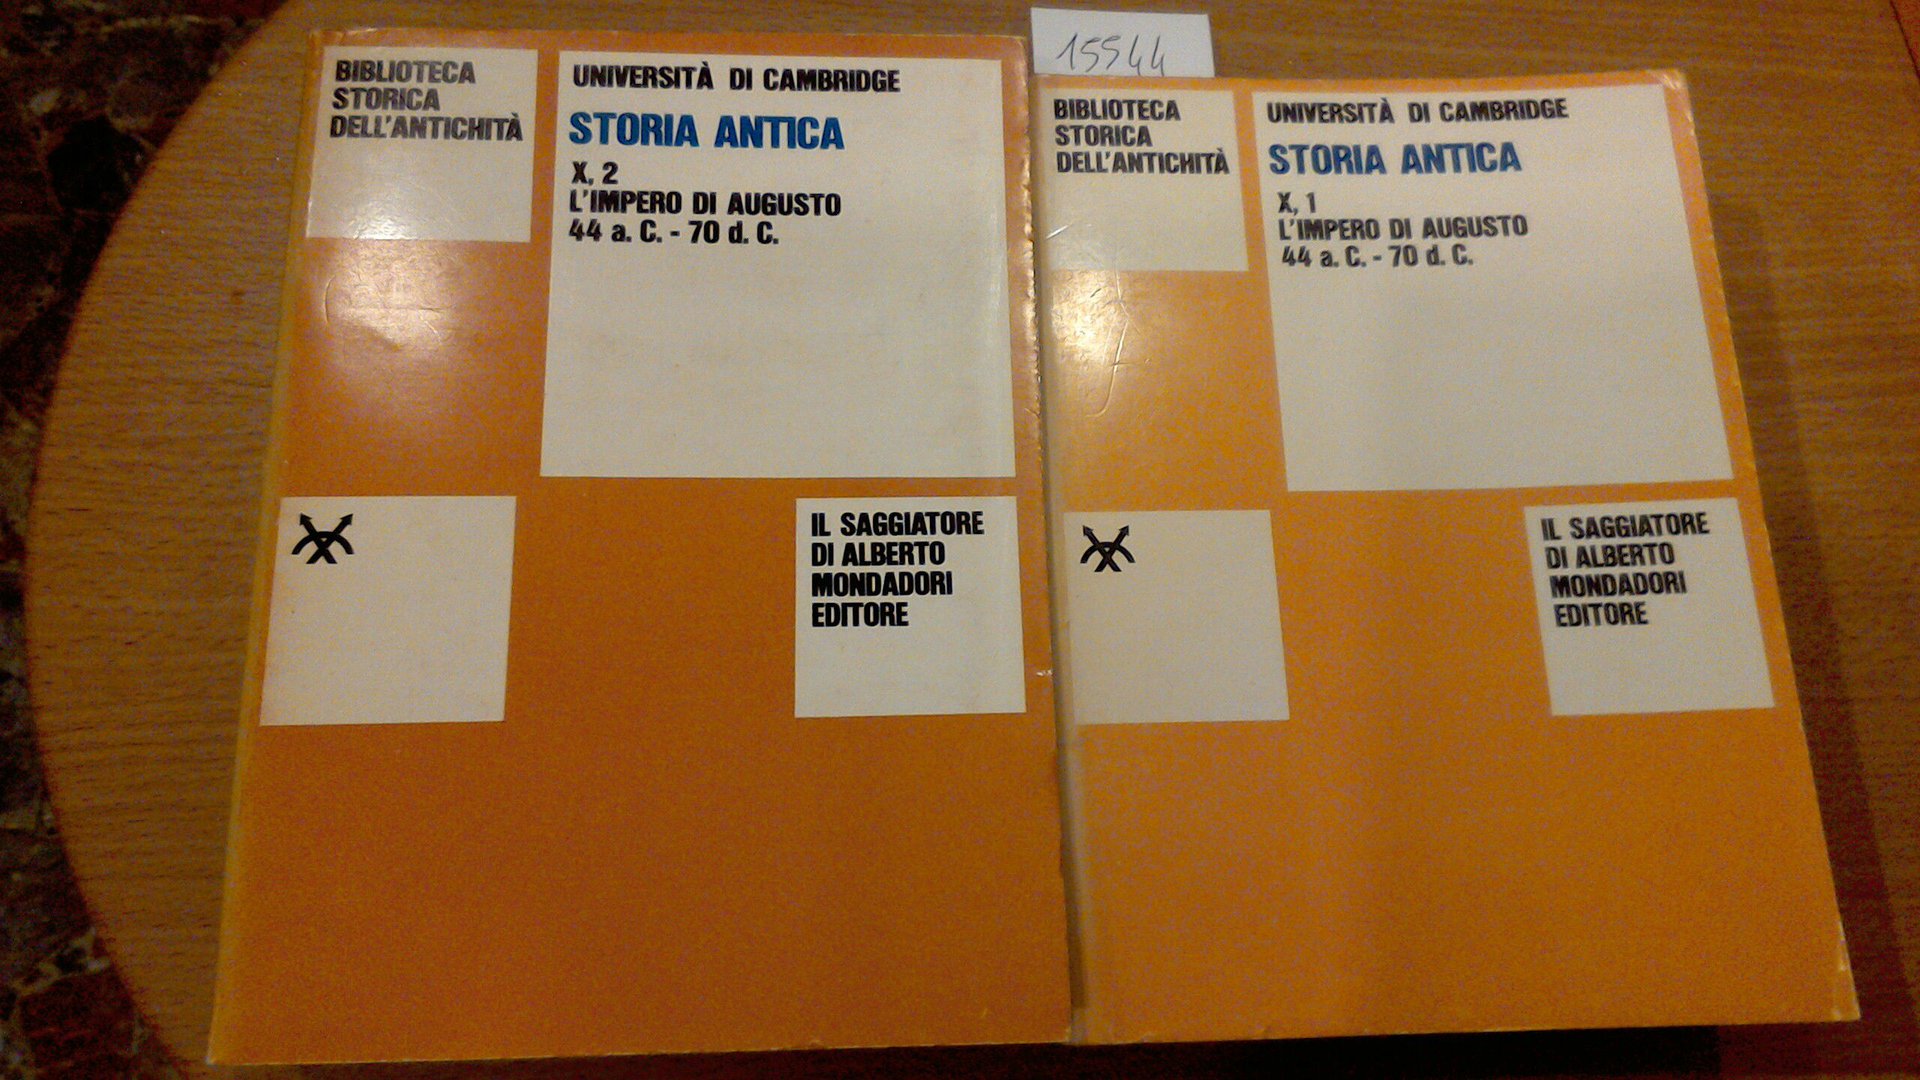 BIBLIOTECA
STORICA
DELL'ANTICHITÀ
UNIVERSITÀ DI CAMBRIDGE
STORIA ANTICA
X, 2
L'IMPERO DI AUGUSTO
44 a. C. - 70 d. C.
IL SAGGIATORE
DI ALBERTO
MONDADORI
EDITORE
15544
BIBLIOTECA
STORICA
DELL'ANTICHITÀ
UNIVERSITÀ DI CAMBRIDGE
STORIA ANTICA
X, 1
L'IMPERO DI AUGUSTO
44 a. C. - 70 d. C.
IL SAGGIATORE
DI ALBERTO
MONDADORI
EDITORE